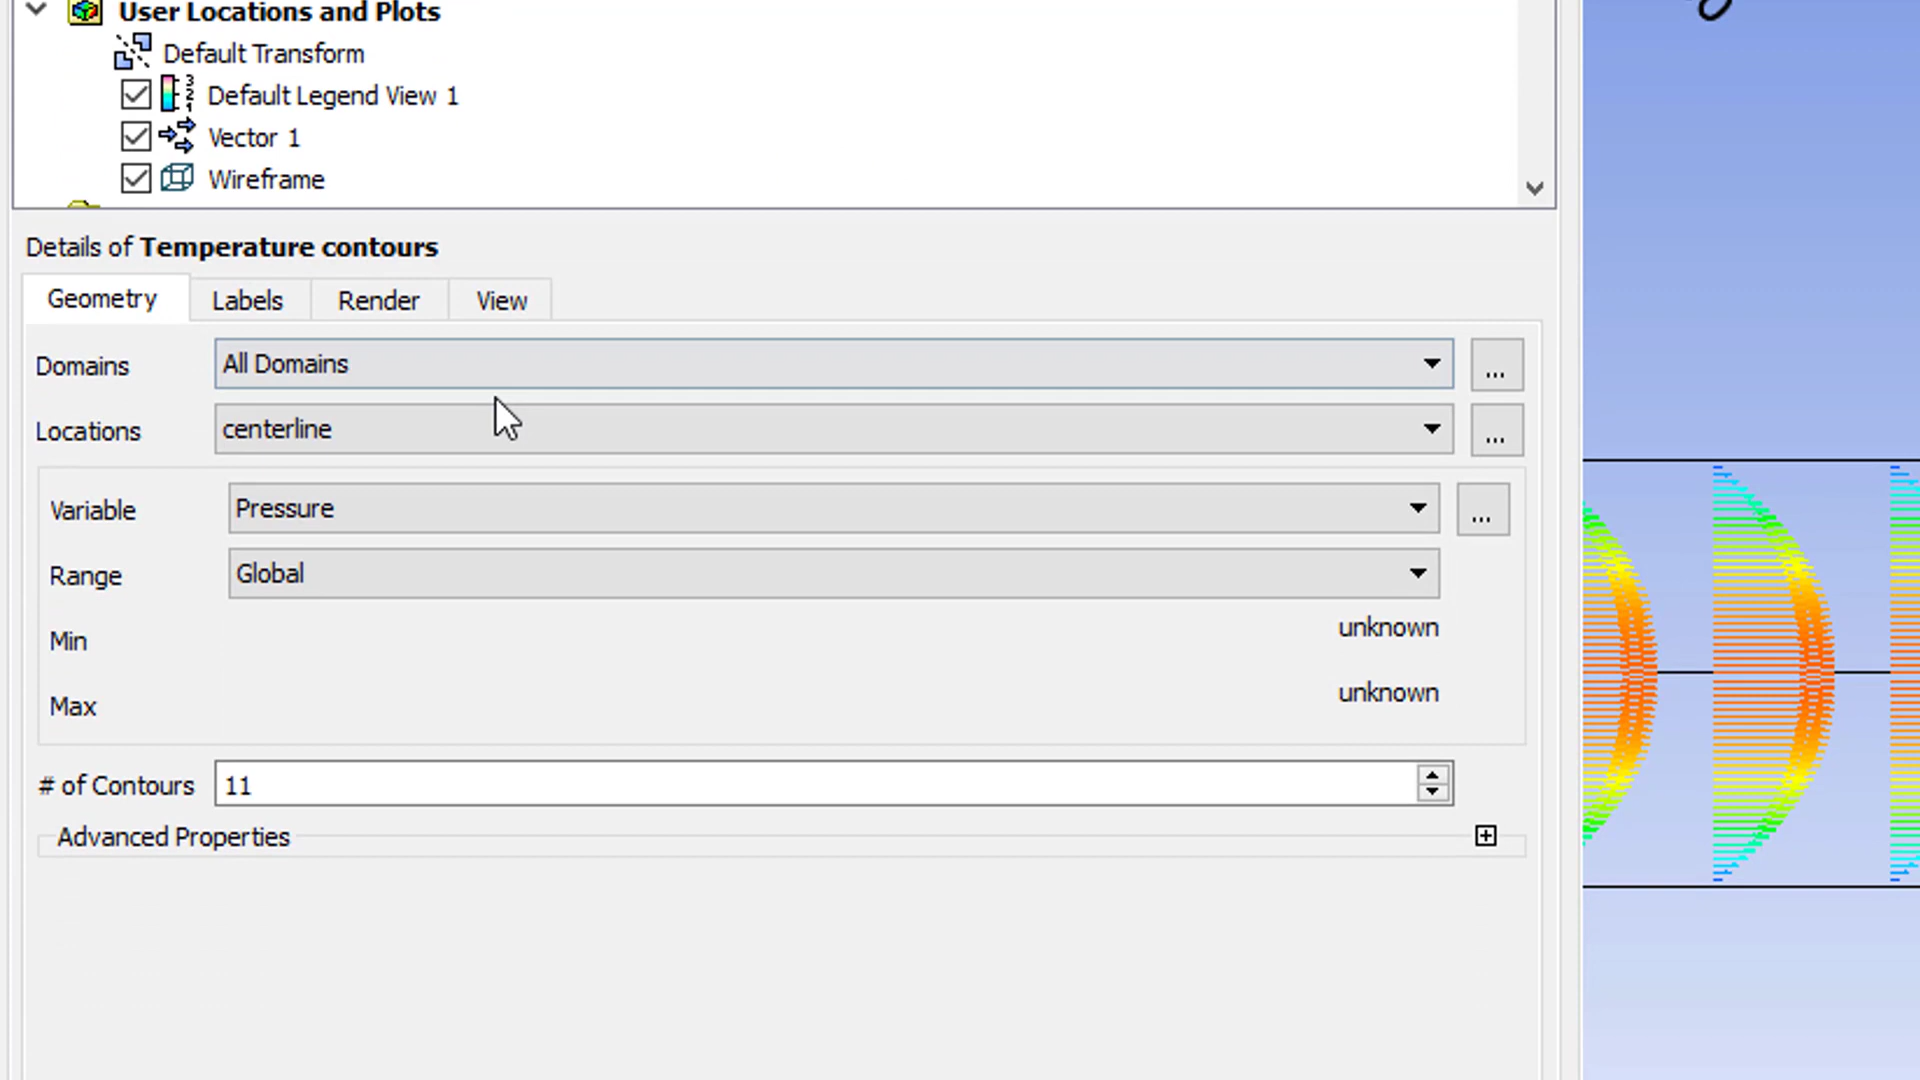 User Locations and Plots
Default Transform
Default Legend View 1
Vector 1
Wireframe
Details of Temperature contours
Geometry Labels Render View
Domains All Domains ...
Locations centerline ...
Variable Pressure ...
Range Global
Min unknown
Max unknown
# of Contours 11
Advanced Properties